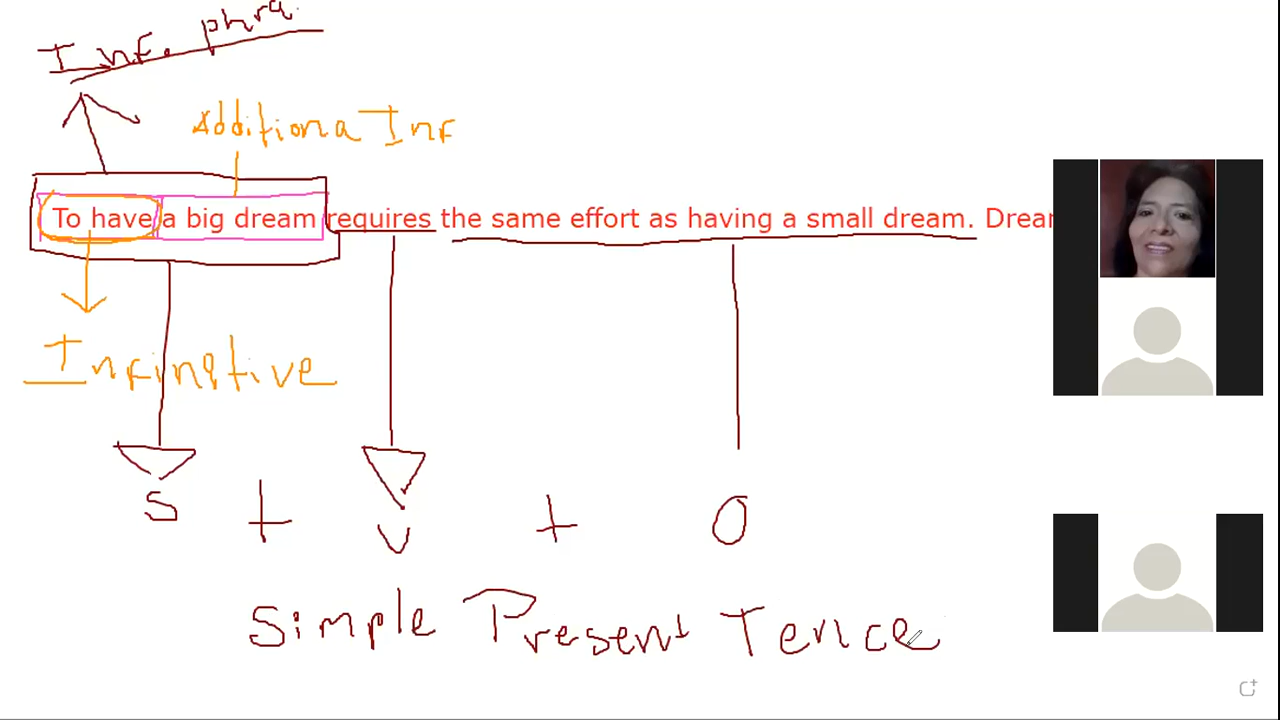 Inf. phra.
Additiona Inf
To have a big dream requires the same effort as having a small dream. Drear
Infinative
S + V + O
Simple Present Tence